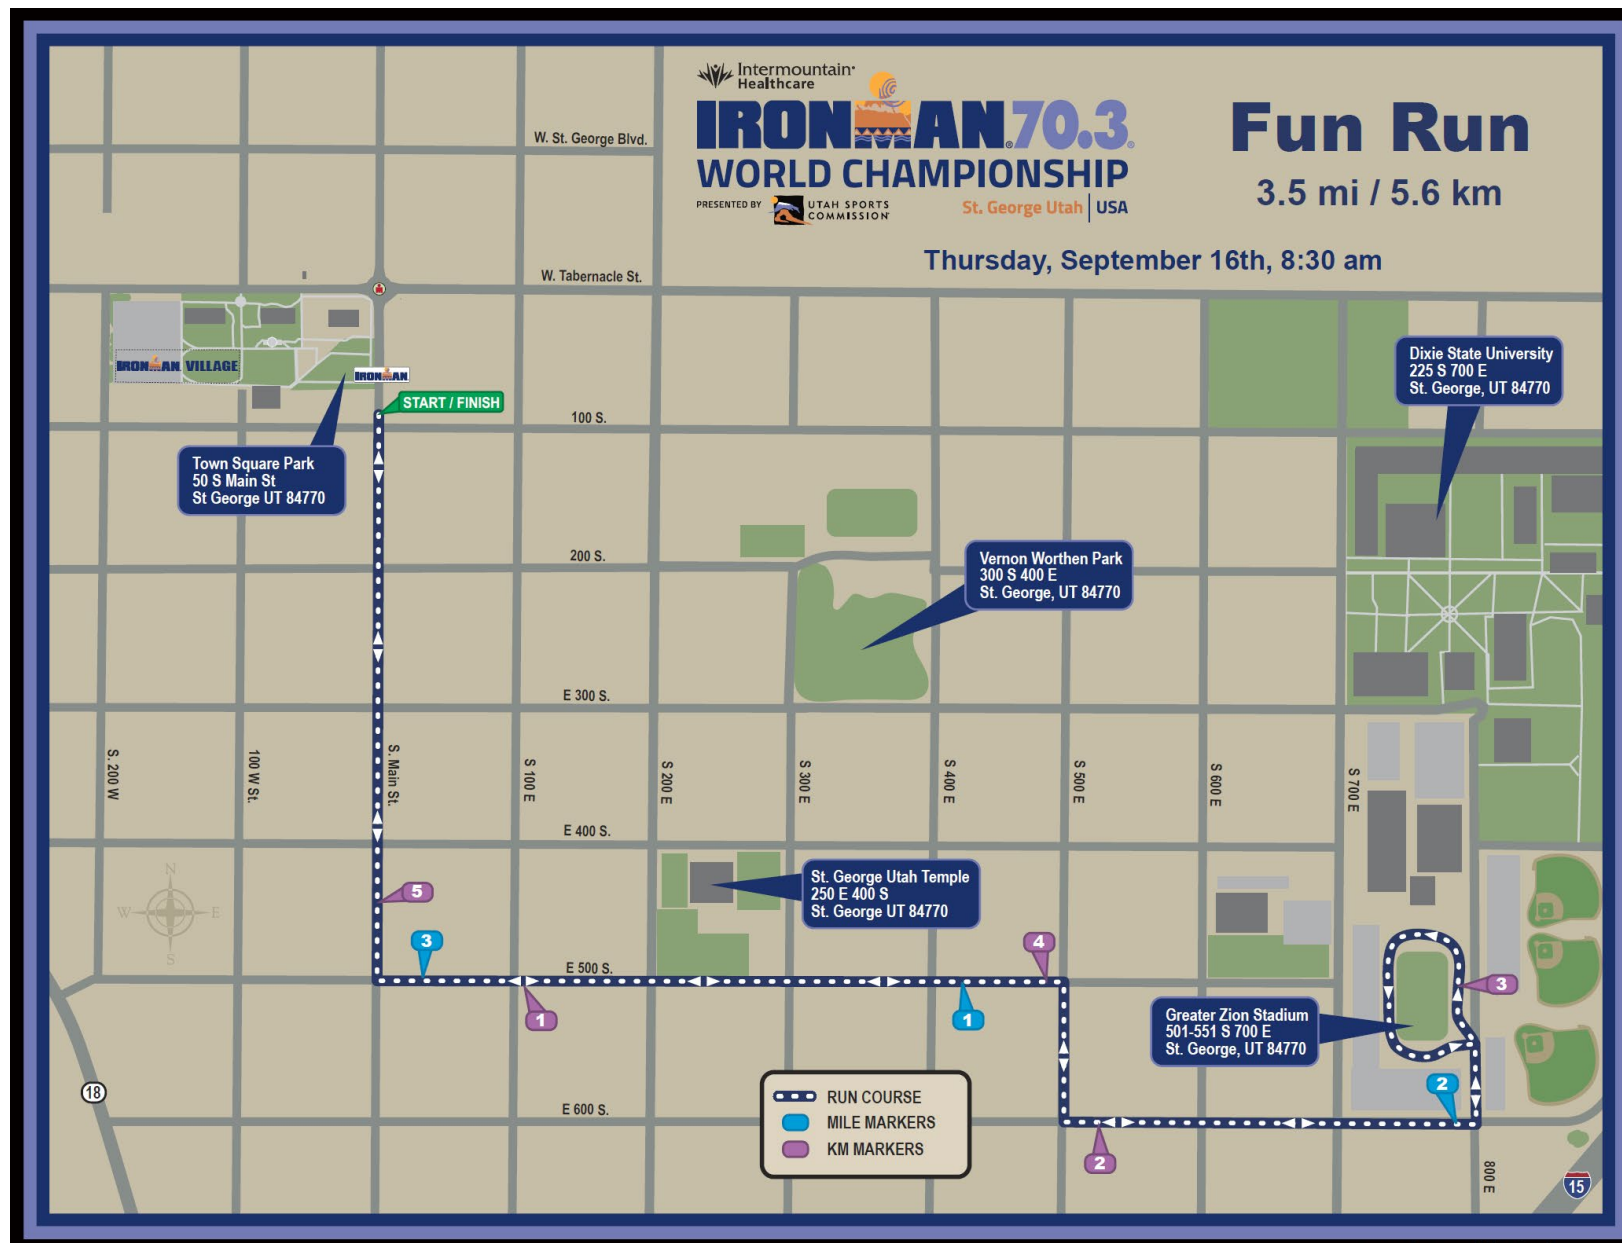 Intermountain®
Healthcare
IRONMAN® 70.3®
WORLD CHAMPIONSHIP
PRESENTED BY UTAH SPORTS
COMMISSION
St. George Utah | USA
Fun Run
3.5 mi / 5.6 km
Thursday, September 16th, 8:30 am
W. St. George Blvd.
W. Tabernacle St.
IRONMAN VILLAGE
IRONMAN
START / FINISH
100 S.
Town Square Park
50 S Main St
St George UT 84770
Dixie State University
225 S 700 E
St. George, UT 84770
200 S.
Vernon Worthen Park
300 S 400 E
St. George, UT 84770
E 300 S.
S. 200 W
100 W St.
S. Main St.
S 100 E
S 200 E
S 300 E
S 400 E
S 500 E
S 600 E
S 700 E
E 400 S.
St. George Utah Temple
250 E 400 S
St. George UT 84770
N
W
E
S
5
3
4
E 500 S.
1
1
3
Greater Zion Stadium
501-551 S 700 E
St. George, UT 84770
18
2
E 600 S.
RUN COURSE
MILE MARKERS
KM MARKERS
2
800 E
15